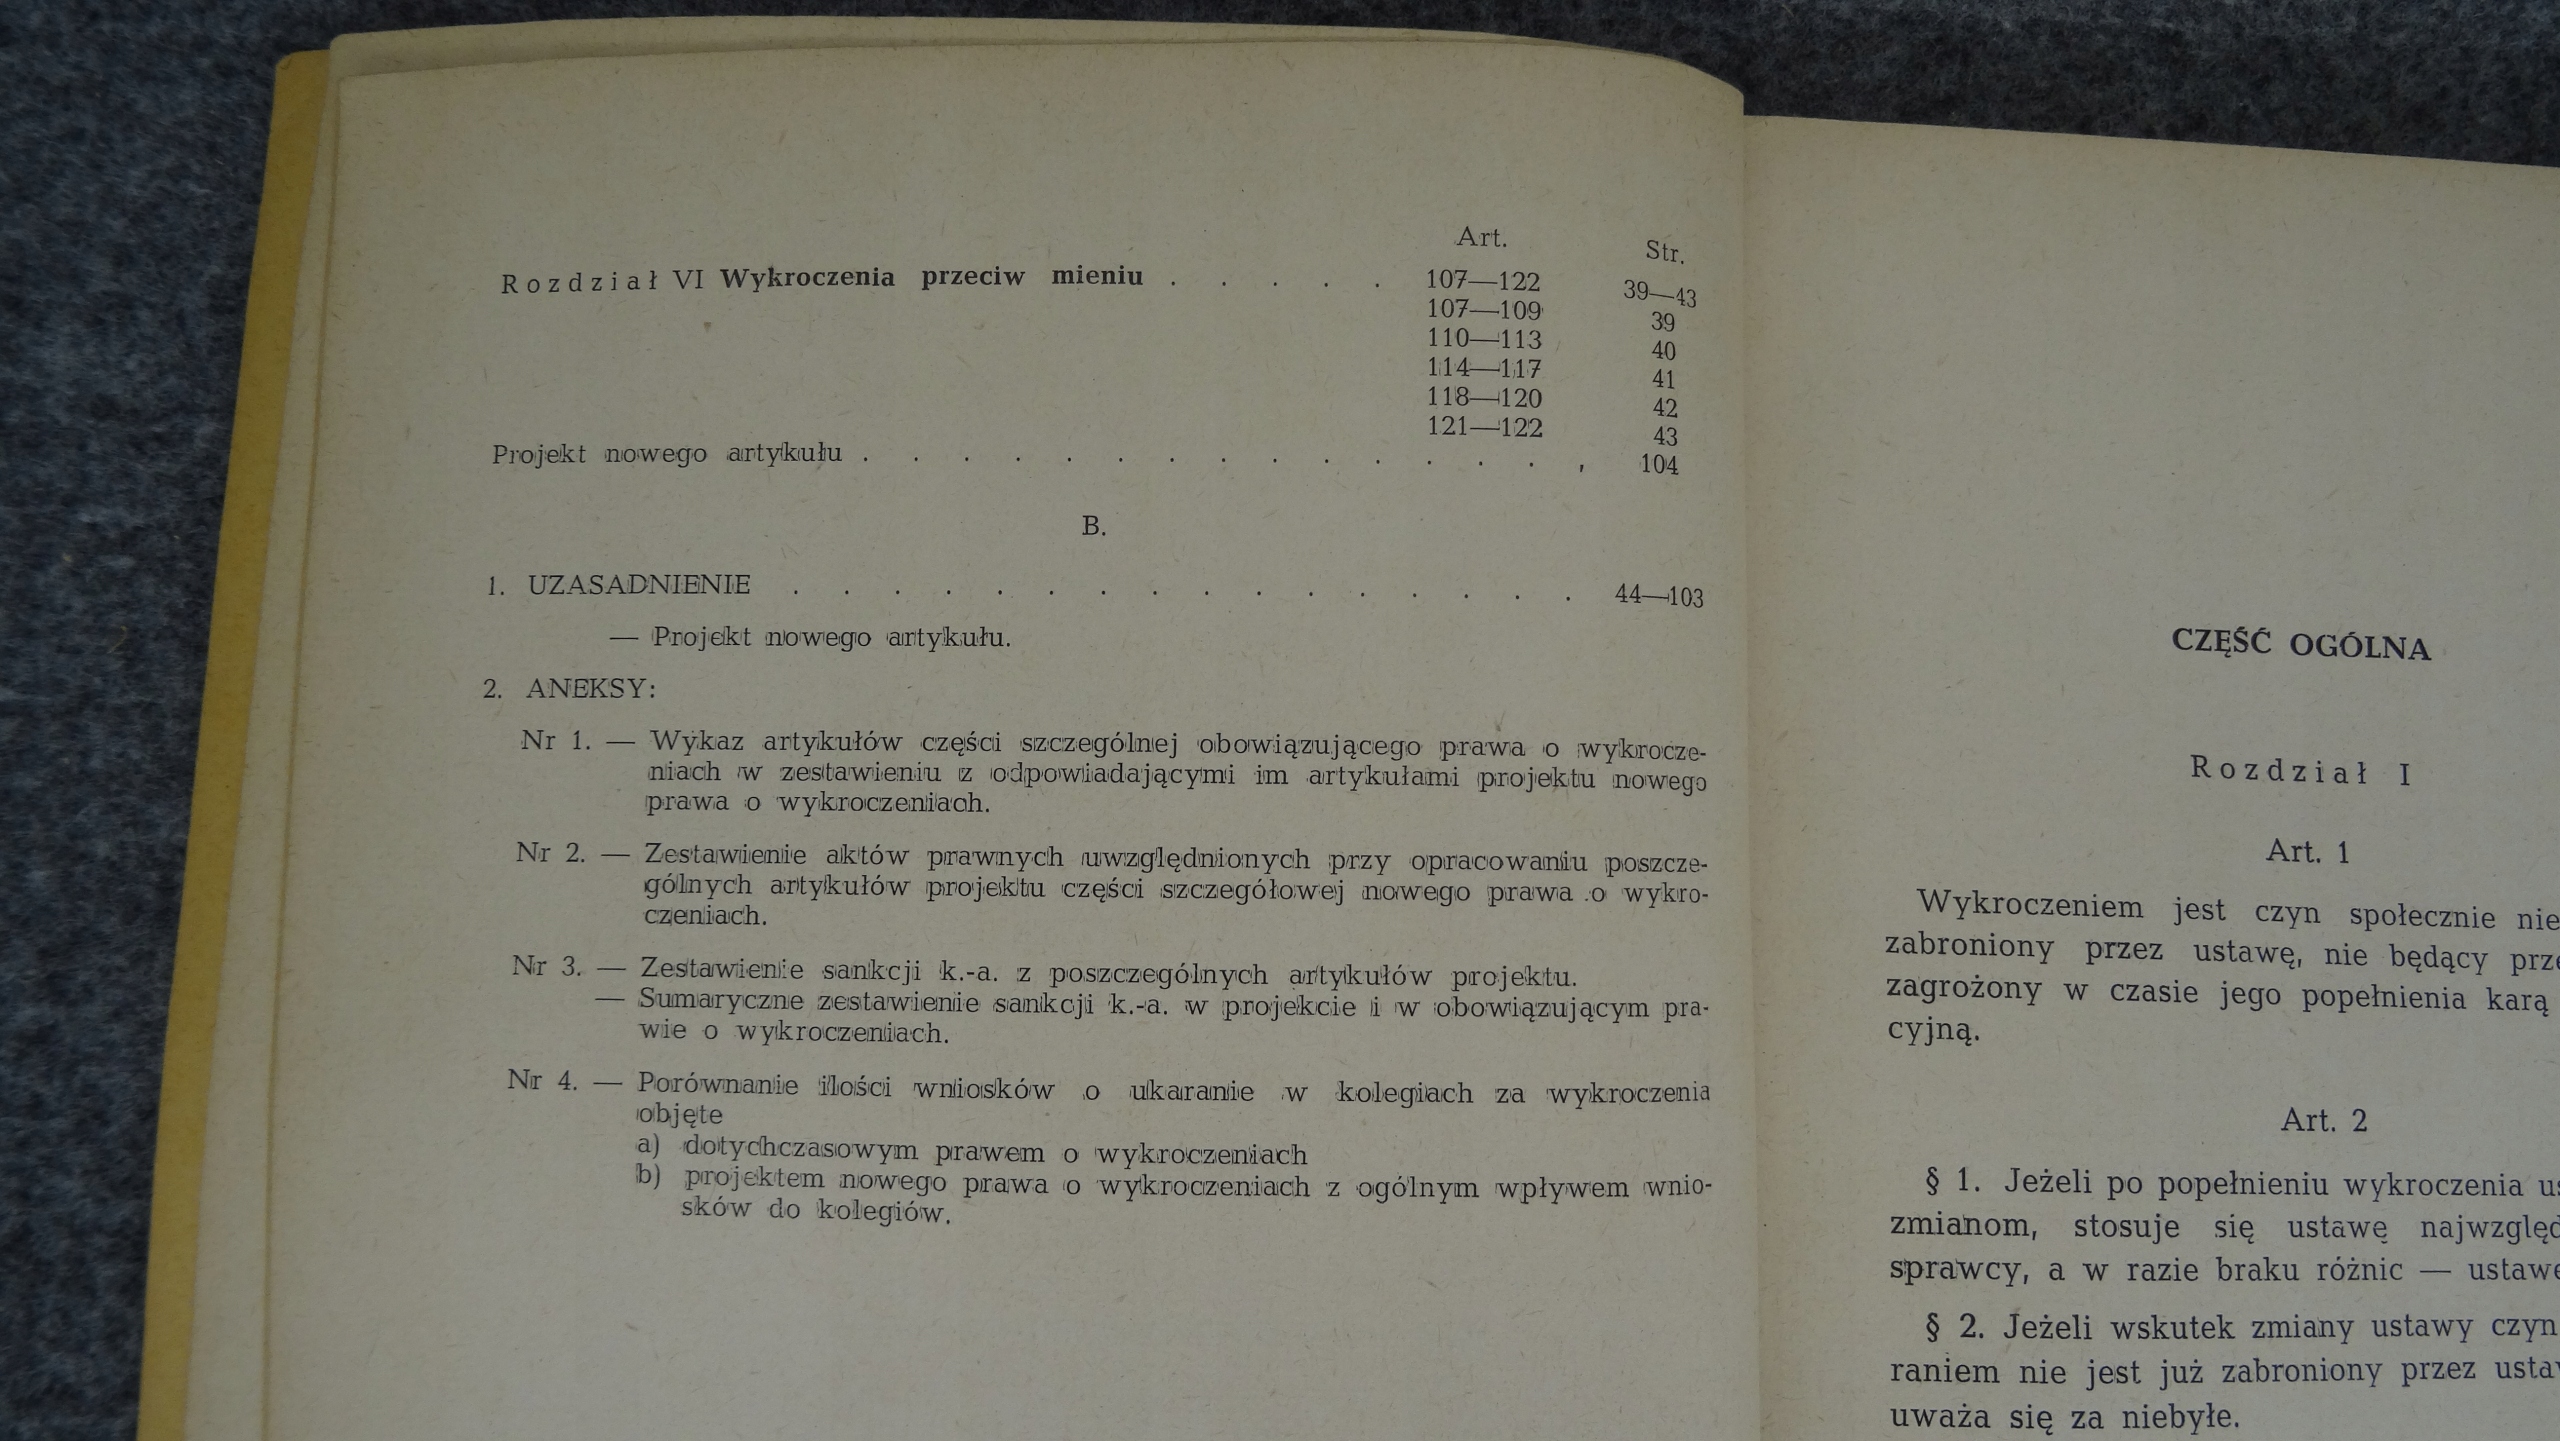 Art. Str.
Rozdział VI Wykroczenia przeciw mieniu . . . . . 107—122 39—43
107—109 39
110—113 40
114—117 41
118—120 42
121—122 43
Projekt nowego artykułu . . . . . . . . . . . . . . , 104
B.
1. UZASADNIENIE . . . . . . . . . . . . . . . . 44—103
— Projekt nowego artykułu.
2. ANEKSY:
Nr 1. — Wykaz artykułów części szczególnej obowiązującego prawa o wykrocze-
niach w zestawieniu z odpowiadającymi im artykułami projektu nowego
prawa o wykroczeniach.
Nr 2. — Zestawienie aktów prawnych uwzględnionych przy opracowaniu poszcze-
gólnych artykułów projektu części szczegółowej nowego prawa o wykro-
czeniach.
Nr 3. — Zestawienie sankcji k.-a. z poszczególnych artykułów projektu.
— Sumaryczne zestawienie sankcji k.-a. w projekcie i w obowiązującym pra-
wie o wykroczeniach.
Nr 4. — Porównanie ilości wniosków o ukaranie w kolegiach za wykroczenia
objęte
a) dotychczasowym prawem o wykroczeniach
b) projektem nowego prawa o wykroczeniach z ogólnym wpływem wnio-
sków do kolegiów.
CZĘŚĆ OGÓLNA
Rozdział I
Art. 1
Wykroczeniem jest czyn społecznie nie
zabroniony przez ustawę, nie będący prze
zagrożony w czasie jego popełnienia karą
cyjną.
Art. 2
§ 1. Jeżeli po popełnieniu wykroczenia us
zmianom, stosuje się ustawę najwzględ
sprawcy, a w razie braku różnic — ustawę
§ 2. Jeżeli wskutek zmiany ustawy czyn
raniem nie jest już zabroniony przez ustaw
uważa się za niebyłe.